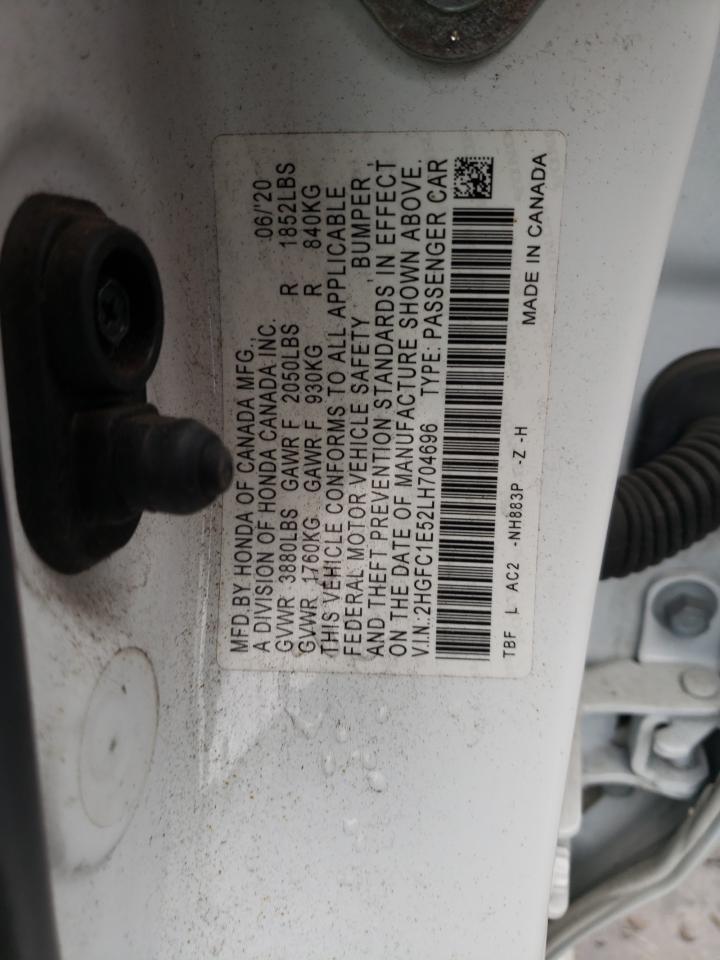 MFD.BY HONDA OF CANADA MFG., 06/'20
A DIVISION OF HONDA CANADA INC.
GVWR 3880LBS GAWR F 2050LBS R 1852LBS
GVWR 1760KG GAWR F 930KG R 840KG
THIS VEHICLE CONFORMS TO ALL APPLICABLE
FEDERAL MOTOR VEHICLE SAFETY, BUMPER,
AND THEFT PREVENTION STANDARDS IN EFFECT
ON THE DATE OF MANUFACTURE SHOWN ABOVE.
V.I.N.:2HGFC1E52LH704696 TYPE: PASSENGER CAR
TBF L AC2 -NH883P -Z -H MADE IN CANADA